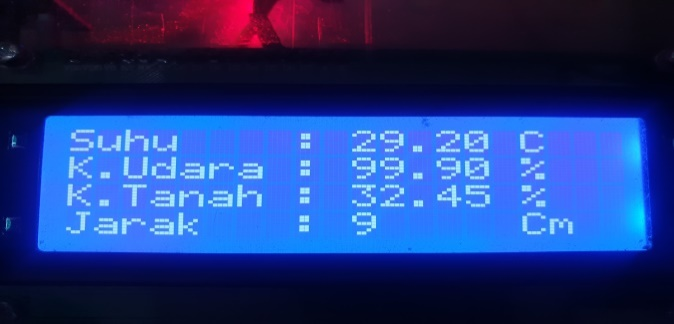 Suhu : 29.20 C
K.Udara : 99.90 %
K.Tanah : 32.45 %
Jarak : 9 Cm